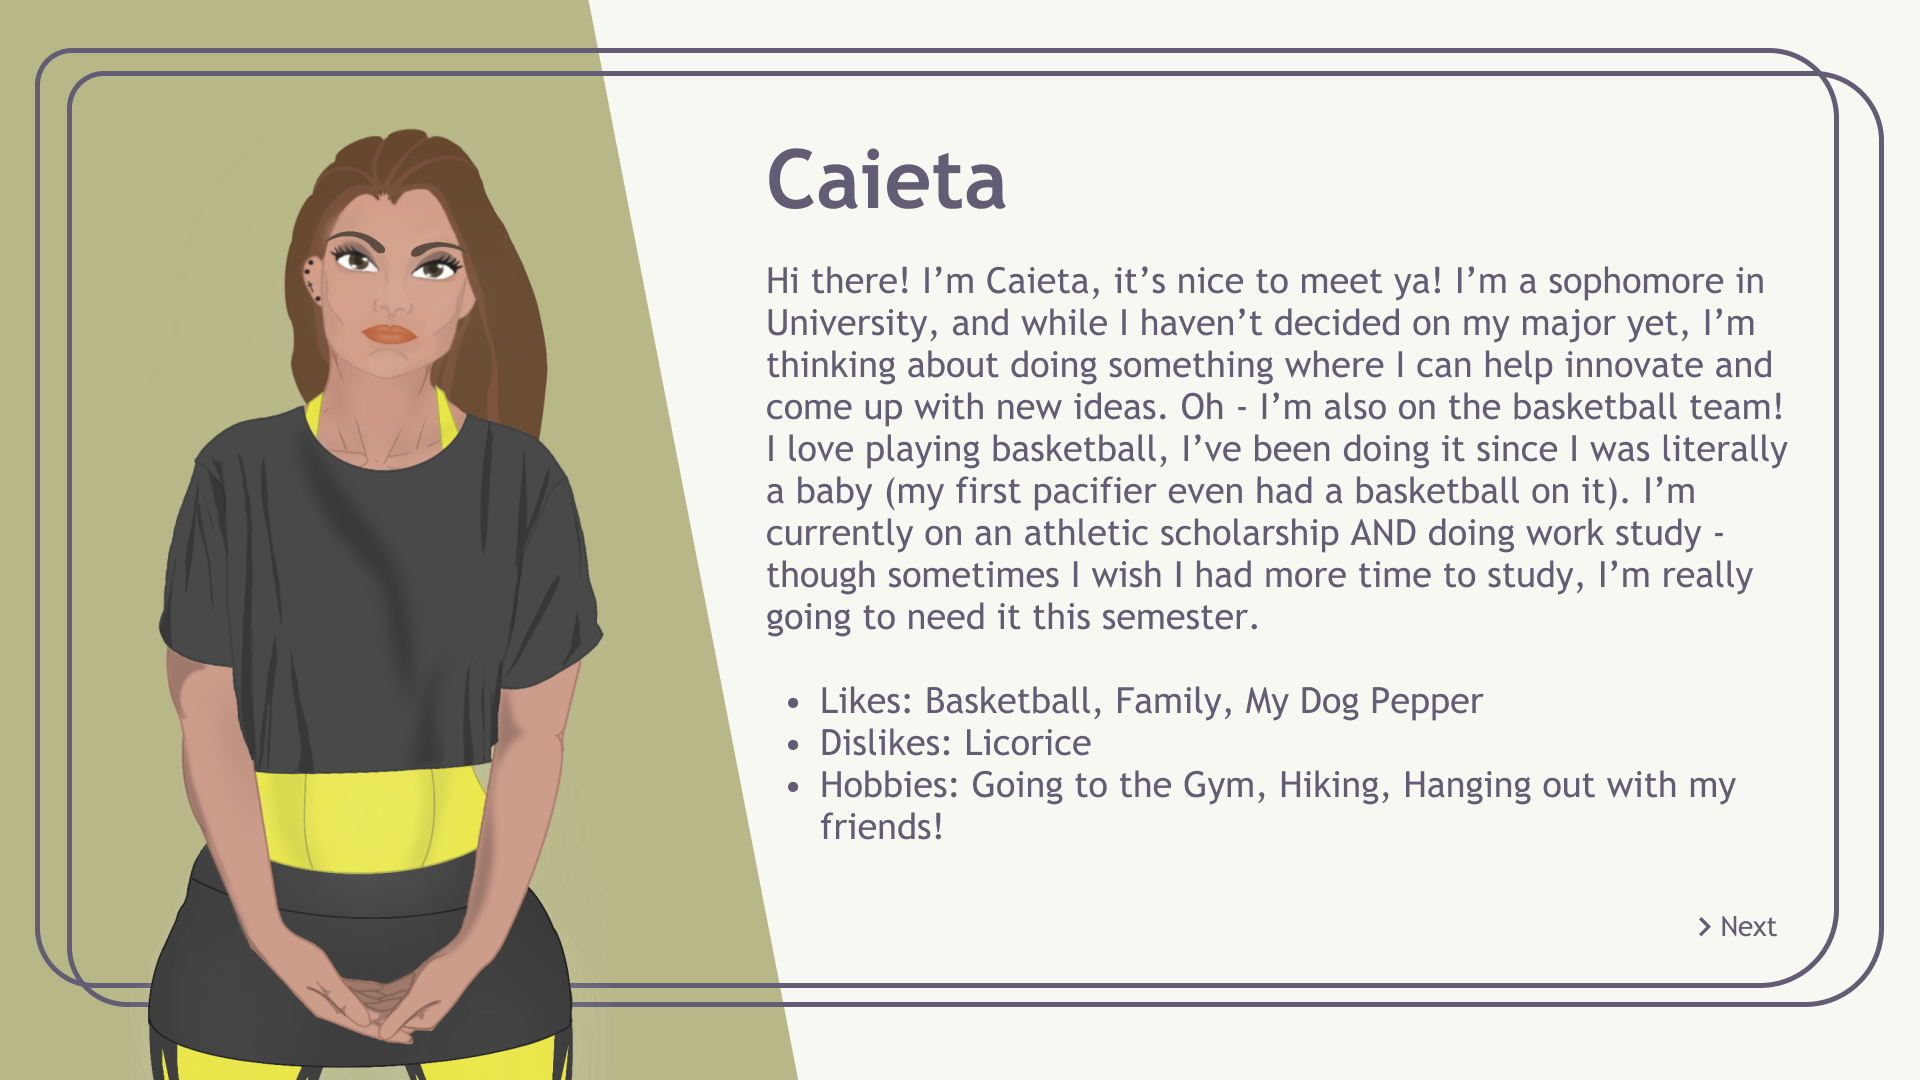 Caieta
Hi there! I’m Caieta, it’s nice to meet ya! I’m a sophomore in
University, and while I haven’t decided on my major yet, I’m
thinking about doing something where I can help innovate and
come up with new ideas. Oh - I’m also on the basketball team!
I love playing basketball, I’ve been doing it since I was literally
a baby (my first pacifier even had a basketball on it). I’m
currently on an athletic scholarship AND doing work study -
though sometimes I wish I had more time to study, I’m really
going to need it this semester.
• Likes: Basketball, Family, My Dog Pepper
• Dislikes: Licorice
• Hobbies: Going to the Gym, Hiking, Hanging out with my
friends!
> Next